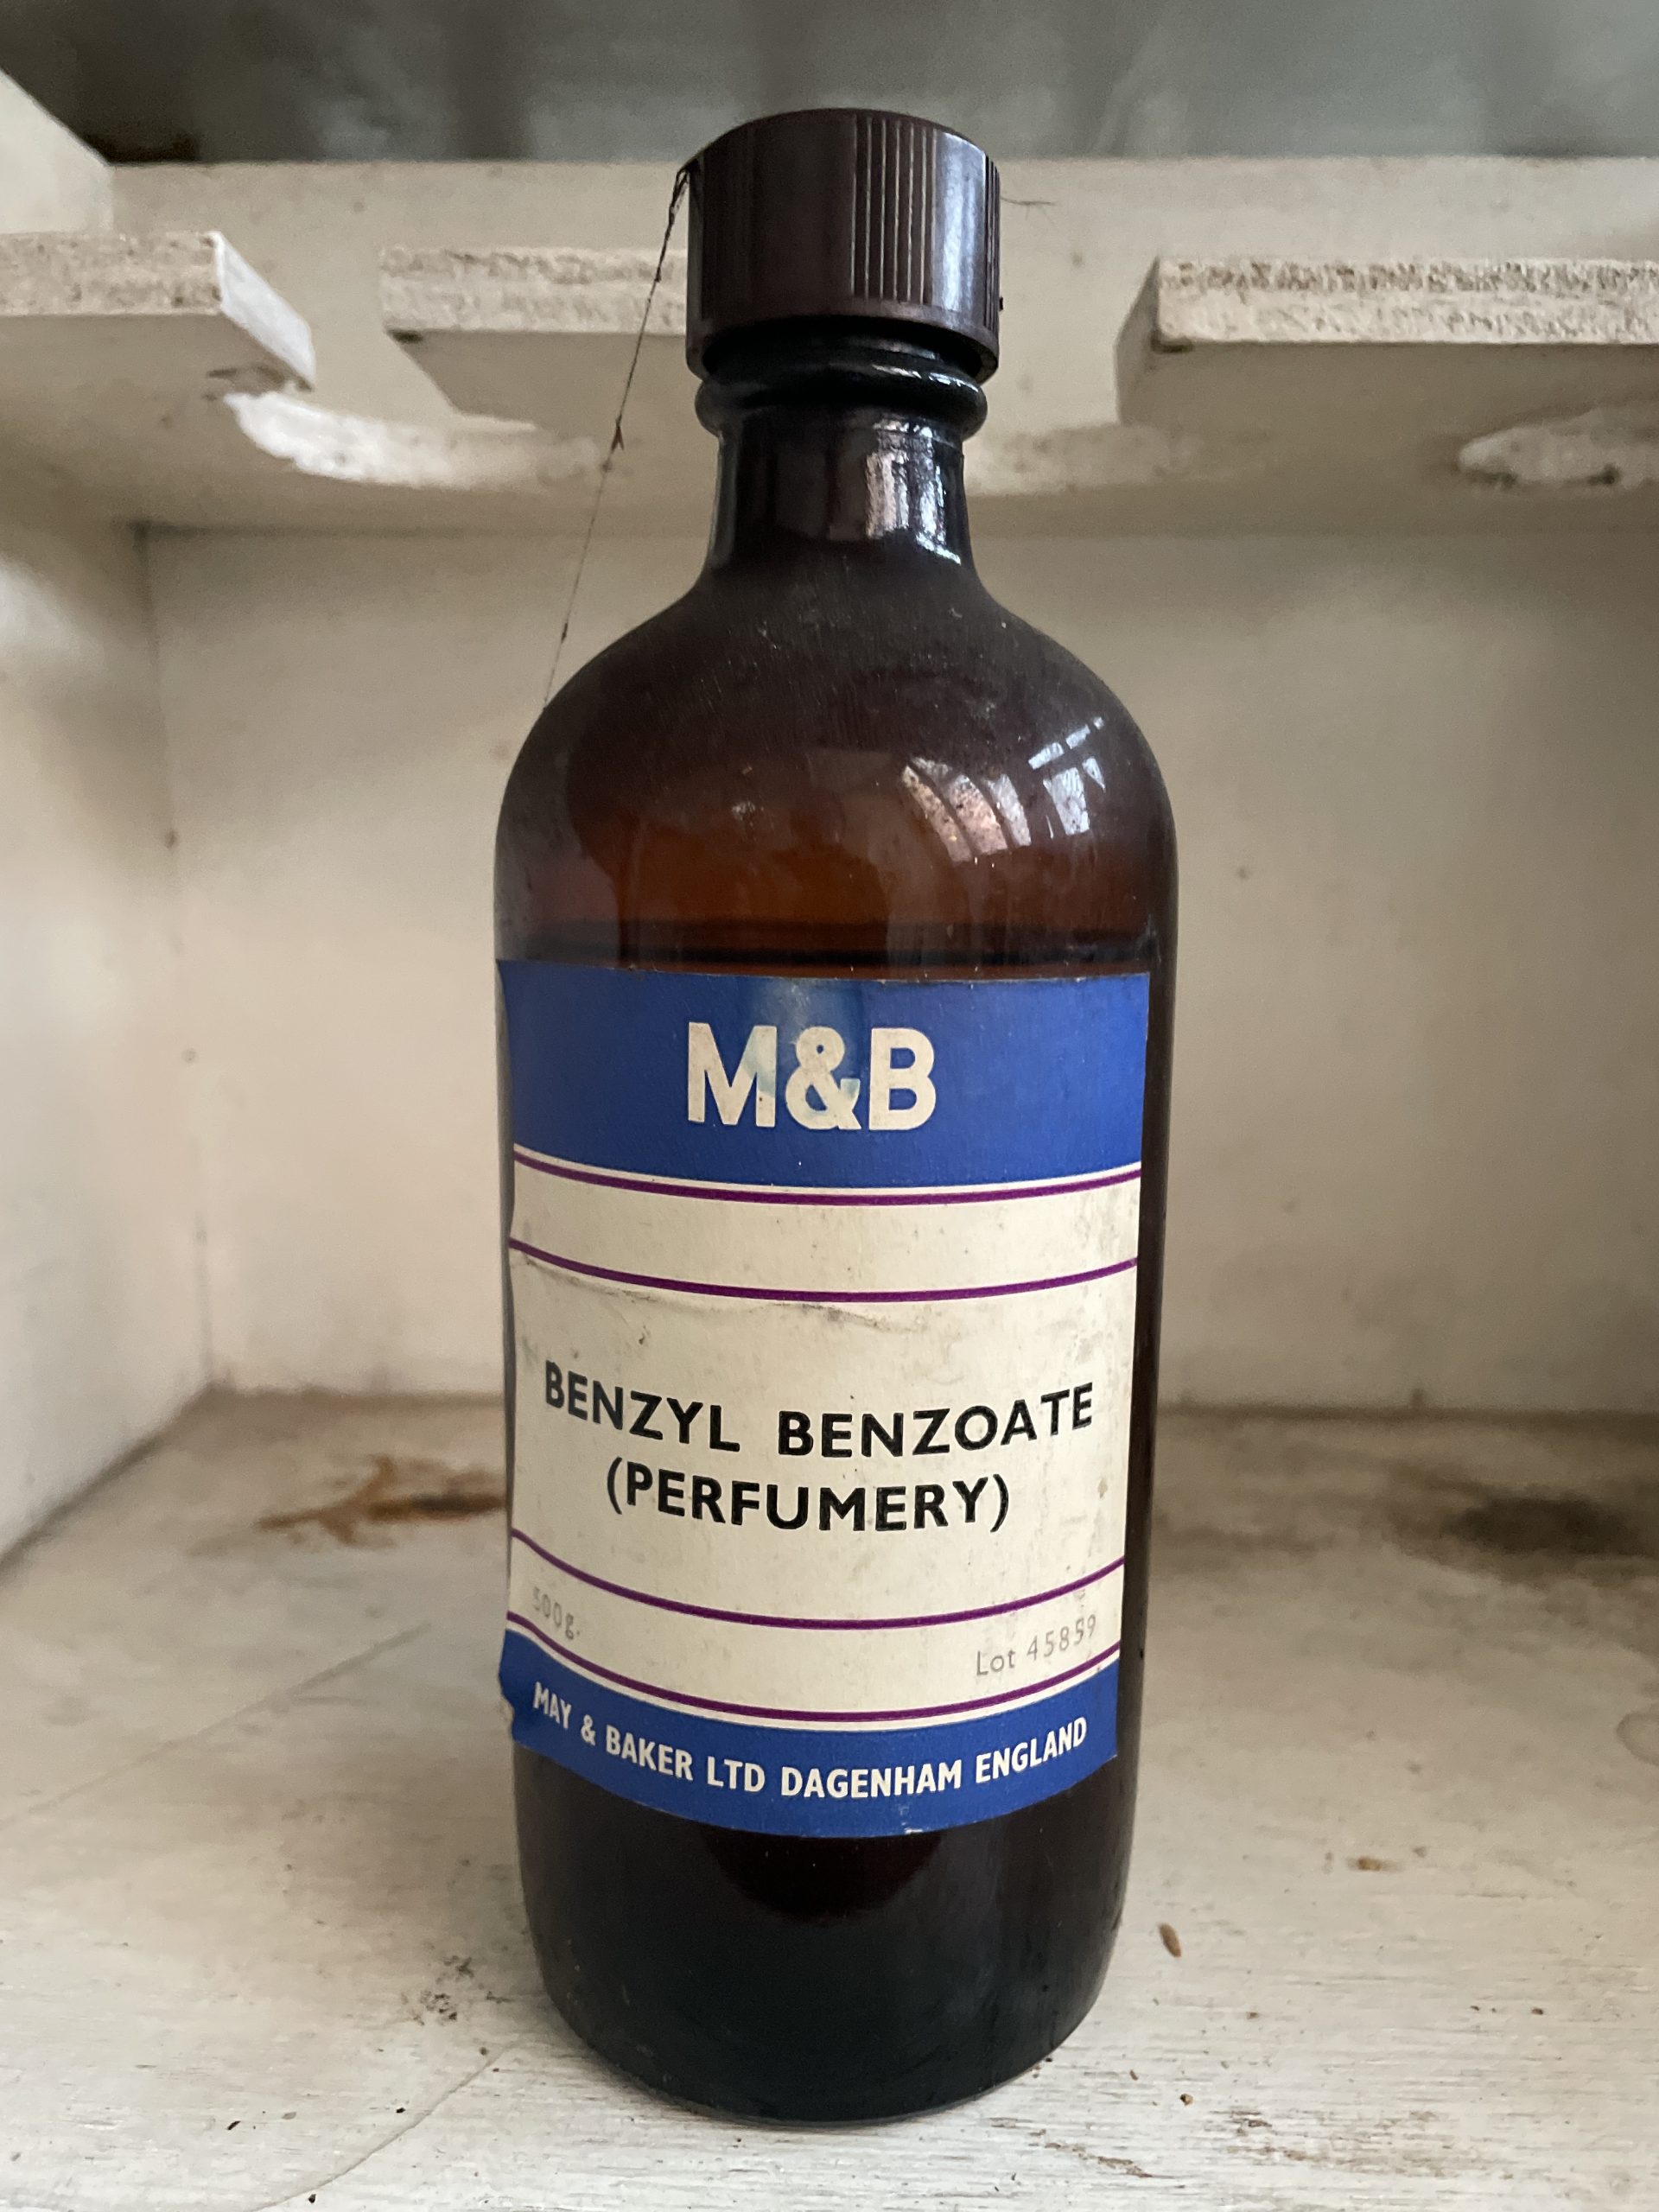 M&B
BENZYL BENZOATE
(PERFUMERY)
500g.
Lot 45859
MAY & BAKER LTD DAGENHAM ENGLAND